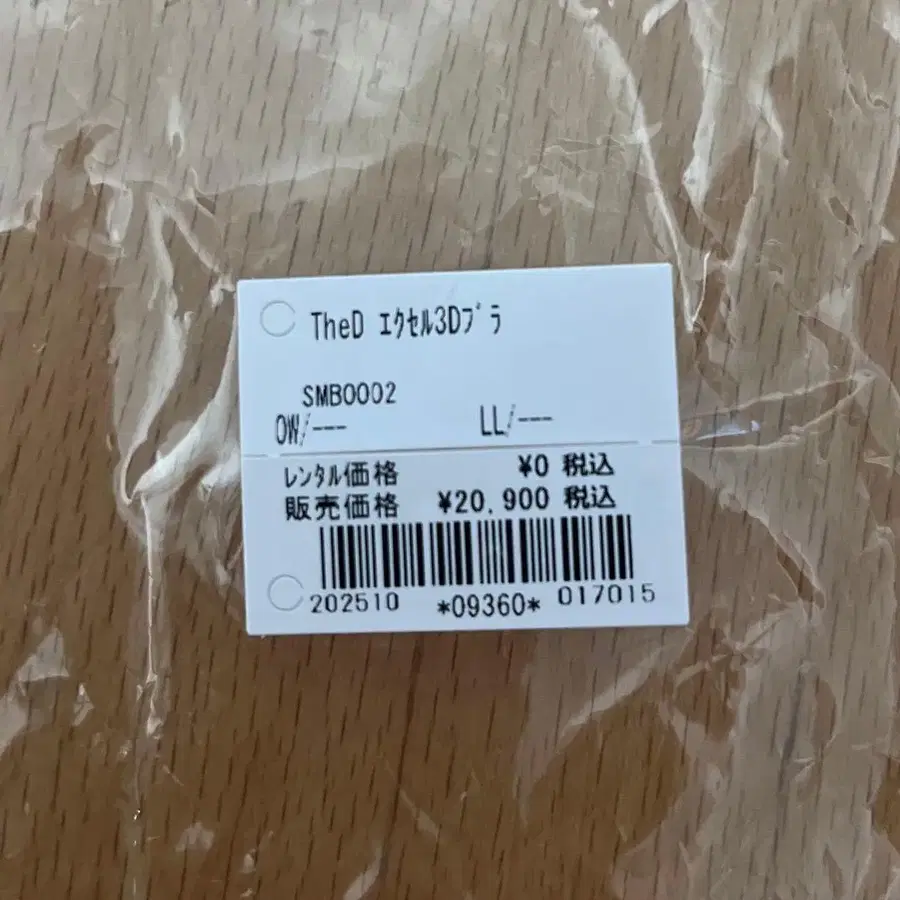 TheD ｴｸｾﾙ3Dﾌﾞﾗ
SMB0002
OW/--- LL/---
ﾚﾝﾀﾙ価格 ¥0 税込
販売価格 ¥20,900 税込
202510 *09360* 017015